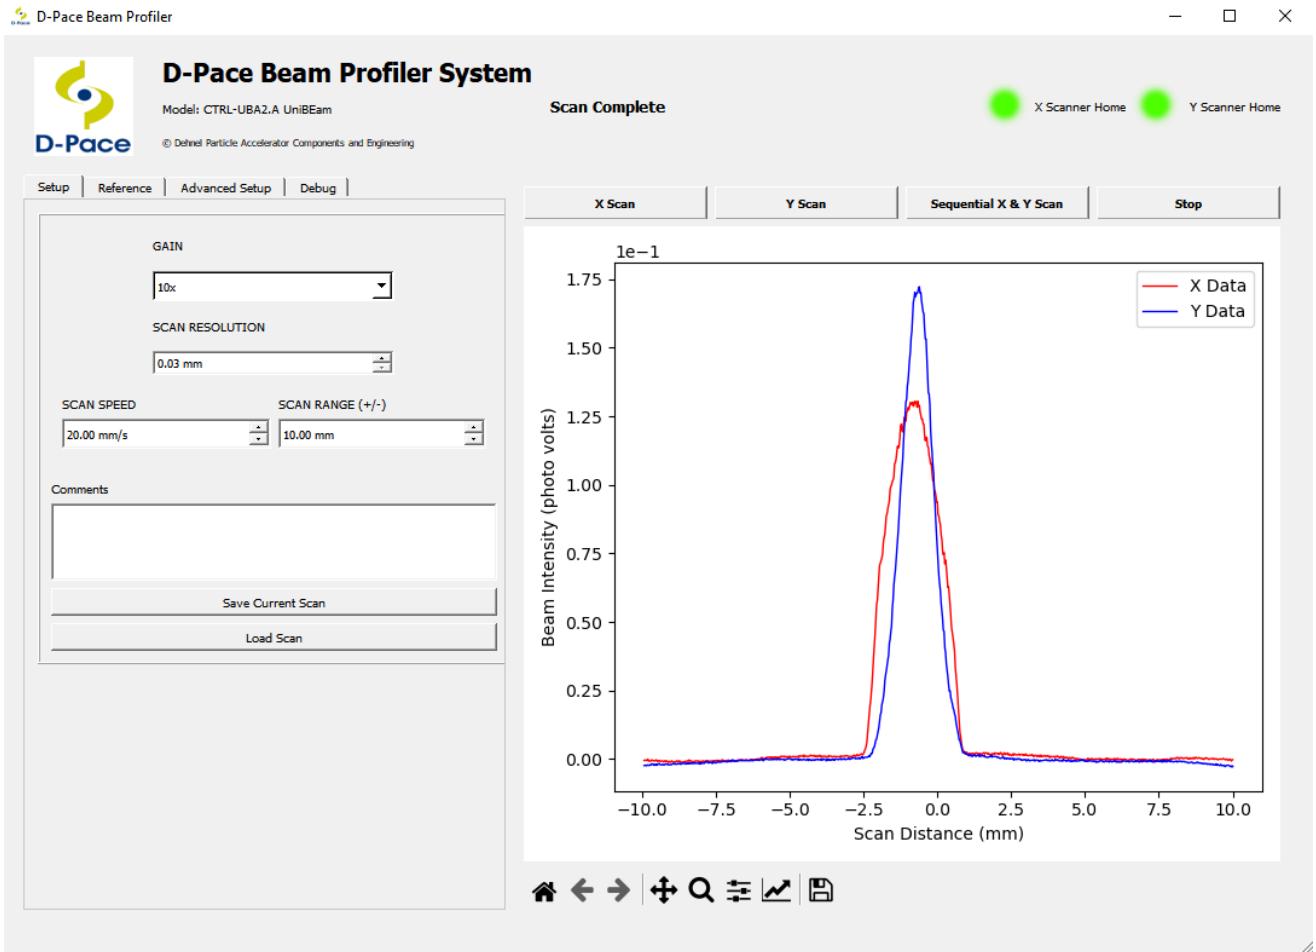 D-Pace Beam Profiler
D-Pace
D-Pace Beam Profiler System
Model: CTRL-UBA2.A UniBEam
© Dehnel Particle Accelerator Components and Engineering
Scan Complete
X Scanner Home
Y Scanner Home
Setup
Reference
Advanced Setup
Debug
GAIN
10x
SCAN RESOLUTION
0.03 mm
SCAN SPEED
SCAN RANGE (+/-)
20.00 mm/s
10.00 mm
Comments
Save Current Scan
Load Scan
X Scan
Y Scan
Sequential X & Y Scan
Stop
1e−1
1.75
1.50
1.25
1.00
0.75
0.50
0.25
0.00
Beam Intensity (photo volts)
X Data
Y Data
−10.0 −7.5 −5.0 −2.5 0.0 2.5 5.0 7.5 10.0
Scan Distance (mm)